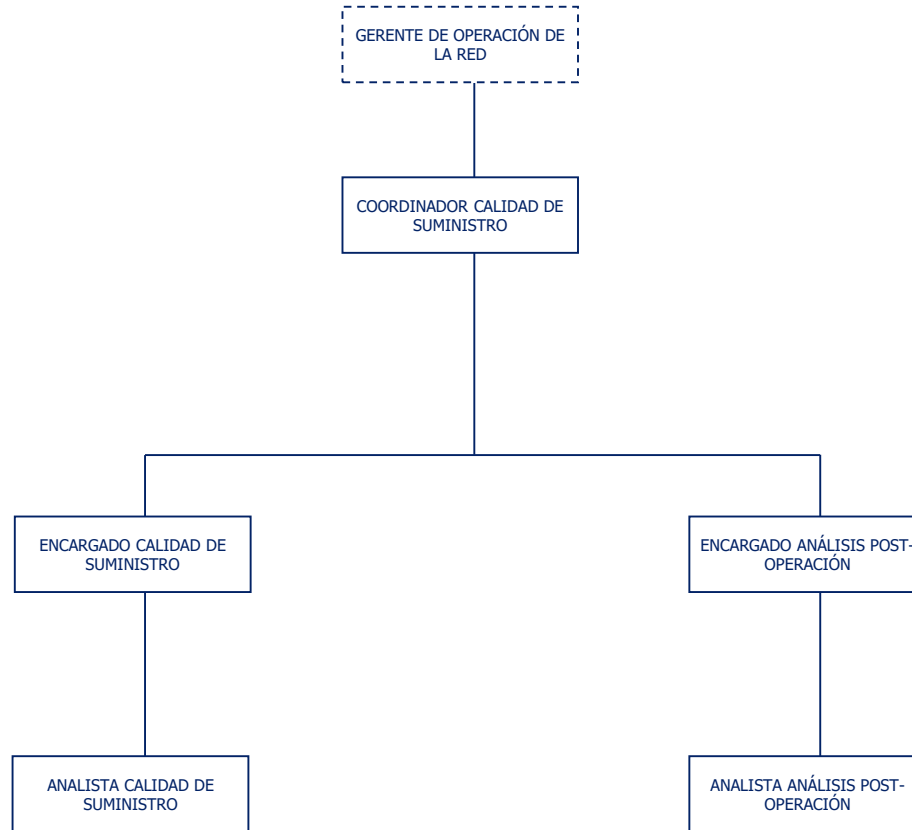 GERENTE DE OPERACIÓN DE
LA RED
COORDINADOR CALIDAD DE
SUMINISTRO
ENCARGADO CALIDAD DE
SUMINISTRO
ENCARGADO ANÁLISIS POST-
OPERACIÓN
ANALISTA CALIDAD DE
SUMINISTRO
ANALISTA ANÁLISIS POST-
OPERACIÓN